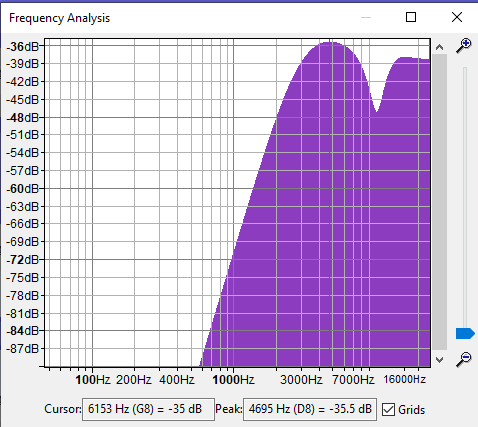 Frequency Analysis
-36dB
-39dB
-42dB
-45dB
-48dB
-51dB
-54dB
-57dB
-60dB
-63dB
-66dB
-69dB
-72dB
-75dB
-78dB
-81dB
-84dB
-87dB
100Hz 200Hz 400Hz 1000Hz 3000Hz 7000Hz 16000Hz
Cursor: 6153 Hz (G8) = -35 dB Peak: 4695 Hz (D8) = -35.5 dB Grids